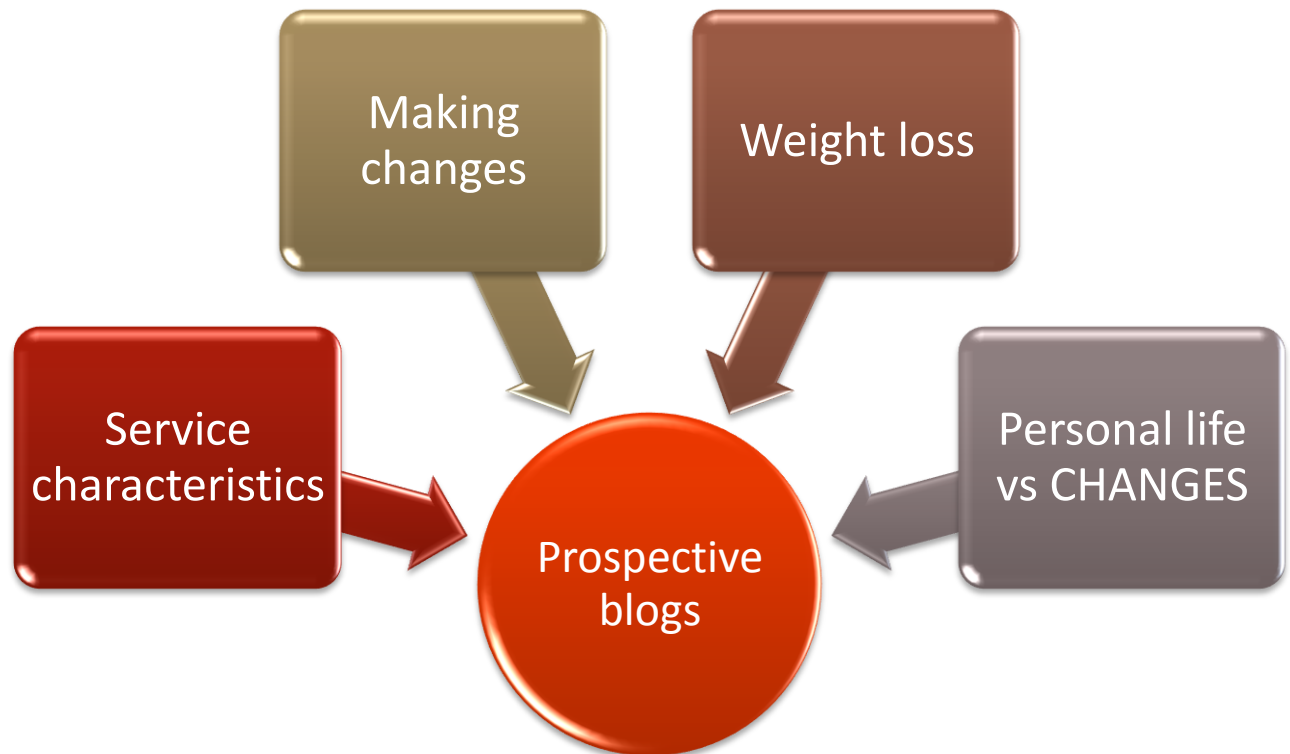 Making
changes
Weight loss
Service
characteristics
Personal life
vs CHANGES
Prospective
blogs